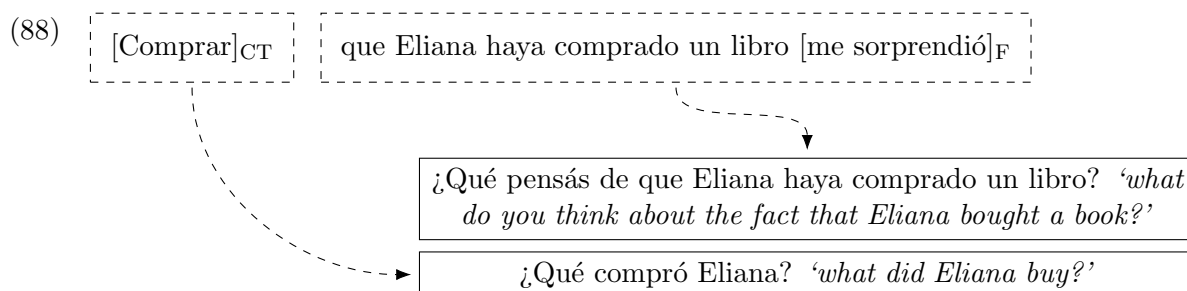 (88) [Comprar]CT que Eliana haya comprado un libro [me sorprendió]F
¿Qué pensás de que Eliana haya comprado un libro? ‘what
do you think about the fact that Eliana bought a book?’
¿Qué compró Eliana? ‘what did Eliana buy?’